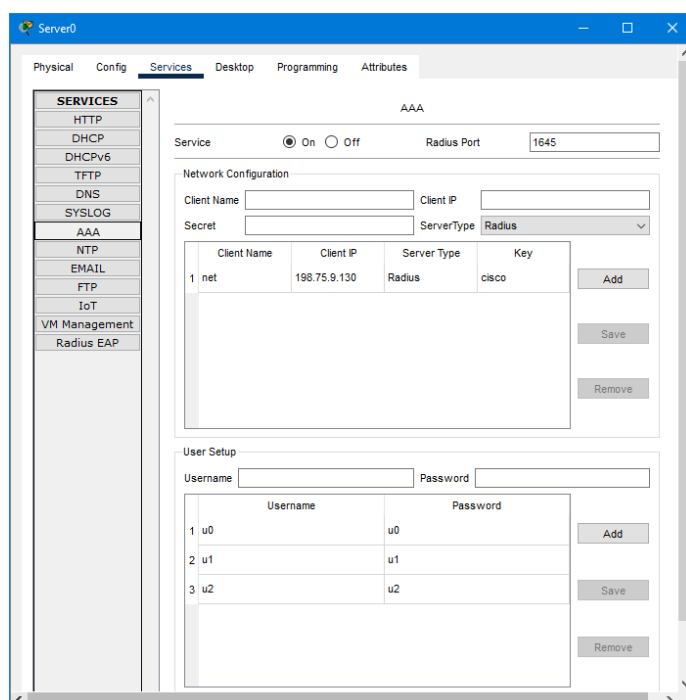 Server0
Physical Config Services Desktop Programming Attributes
SERVICES
HTTP
DHCP
DHCPv6
TFTP
DNS
SYSLOG
AAA
NTP
EMAIL
FTP
IoT
VM Management
Radius EAP
AAA
Service On Off Radius Port 1645
Network Configuration
Client Name Client IP
Secret ServerType Radius
Client Name Client IP Server Type Key
1 net 198.75.9.130 Radius cisco
Add
Save
Remove
User Setup
Username Password
Username Password
1 u0 u0
2 u1 u1
3 u2 u2
Add
Save
Remove